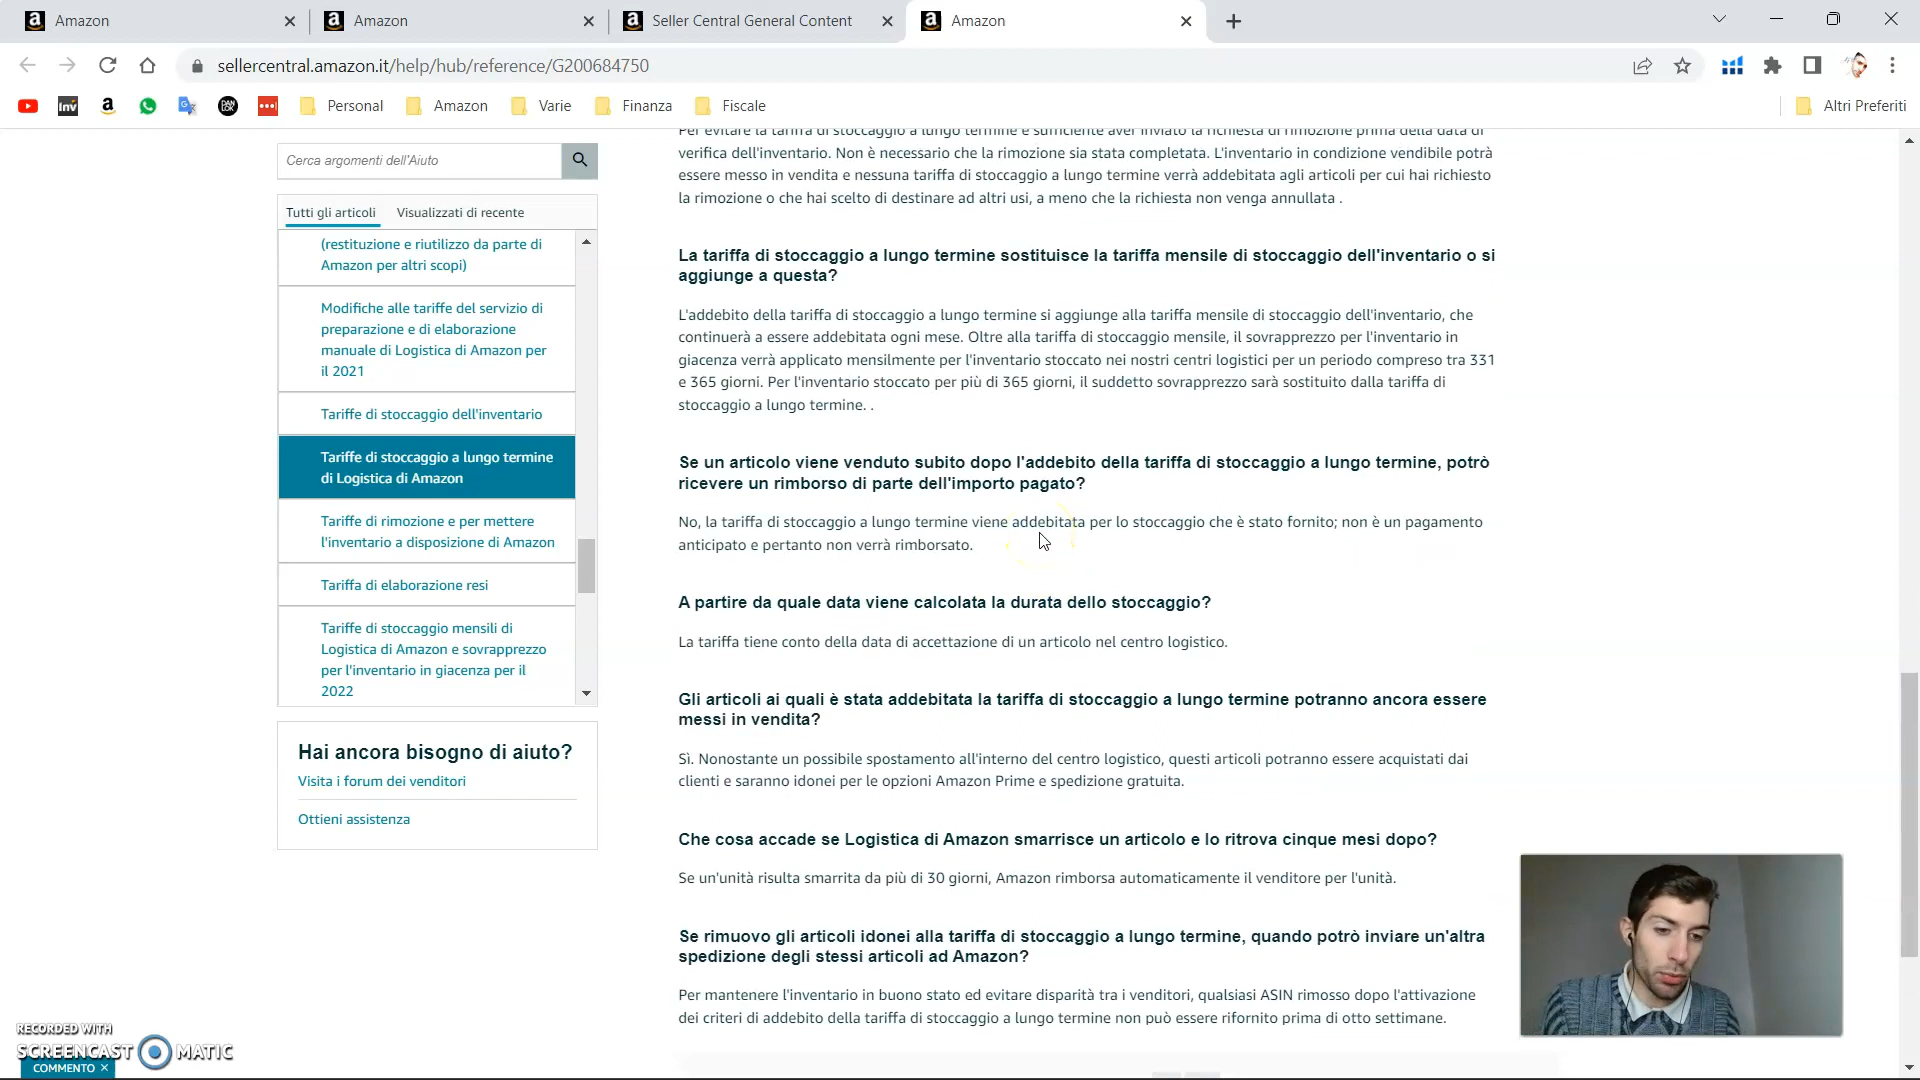 Amazon
Amazon
Seller Central General Content
Amazon
sellercentral.amazon.it/help/hub/reference/G200684750
Inv
Personal
Amazon
Varie
Finanza
Fiscale
Altri Preferiti
Cerca argomenti dell'Aiuto
Tutti gli articoli
Visualizzati di recente
(restituzione e riutilizzo da parte di
Amazon per altri scopi)
Modifiche alle tariffe del servizio di
preparazione e di elaborazione
manuale di Logistica di Amazon per
il 2021
Tariffe di stoccaggio dell'inventario
Tariffe di stoccaggio a lungo termine
di Logistica di Amazon
Tariffe di rimozione e per mettere
l'inventario a disposizione di Amazon
Tariffa di elaborazione resi
Tariffe di stoccaggio mensili di
Logistica di Amazon e sovrapprezzo
per l'inventario in giacenza per il
2022
Hai ancora bisogno di aiuto?
Visita i forum dei venditori
Ottieni assistenza
Per evitare la tariffa di stoccaggio a lungo termine è sufficiente aver inviato la richiesta di rimozione prima della data di
verifica dell'inventario. Non è necessario che la rimozione sia stata completata. L'inventario in condizione vendibile potrà
essere messo in vendita e nessuna tariffa di stoccaggio a lungo termine verrà addebitata agli articoli per cui hai richiesto
la rimozione o che hai scelto di destinare ad altri usi, a meno che la richiesta non venga annullata .
La tariffa di stoccaggio a lungo termine sostituisce la tariffa mensile di stoccaggio dell'inventario o si
aggiunge a questa?
L'addebito della tariffa di stoccaggio a lungo termine si aggiunge alla tariffa mensile di stoccaggio dell'inventario, che
continuerà a essere addebitata ogni mese. Oltre alla tariffa di stoccaggio mensile, il sovrapprezzo per l'inventario in
giacenza verrà applicato mensilmente per l'inventario stoccato nei nostri centri logistici per un periodo compreso tra 331
e 365 giorni. Per l'inventario stoccato per più di 365 giorni, il suddetto sovrapprezzo sarà sostituito dalla tariffa di
stoccaggio a lungo termine. .
Se un articolo viene venduto subito dopo l'addebito della tariffa di stoccaggio a lungo termine, potrò
ricevere un rimborso di parte dell'importo pagato?
No, la tariffa di stoccaggio a lungo termine viene addebitata per lo stoccaggio che è stato fornito; non è un pagamento
anticipato e pertanto non verrà rimborsato.
A partire da quale data viene calcolata la durata dello stoccaggio?
La tariffa tiene conto della data di accettazione di un articolo nel centro logistico.
Gli articoli ai quali è stata addebitata la tariffa di stoccaggio a lungo termine potranno ancora essere
messi in vendita?
Sì. Nonostante un possibile spostamento all'interno del centro logistico, questi articoli potranno essere acquistati dai
clienti e saranno idonei per le opzioni Amazon Prime e spedizione gratuita.
Che cosa accade se Logistica di Amazon smarrisce un articolo e lo ritrova cinque mesi dopo?
Se un'unità risulta smarrita da più di 30 giorni, Amazon rimborsa automaticamente il venditore per l'unità.
Se rimuovo gli articoli idonei alla tariffa di stoccaggio a lungo termine, quando potrò inviare un'altra
spedizione degli stessi articoli ad Amazon?
Per mantenere l'inventario in buono stato ed evitare disparità tra i venditori, qualsiasi ASIN rimosso dopo l'attivazione
dei criteri di addebito della tariffa di stoccaggio a lungo termine non può essere rifornito prima di otto settimane.
RECORDED WITH
SCREENCAST MATIC
COMMENTO ×